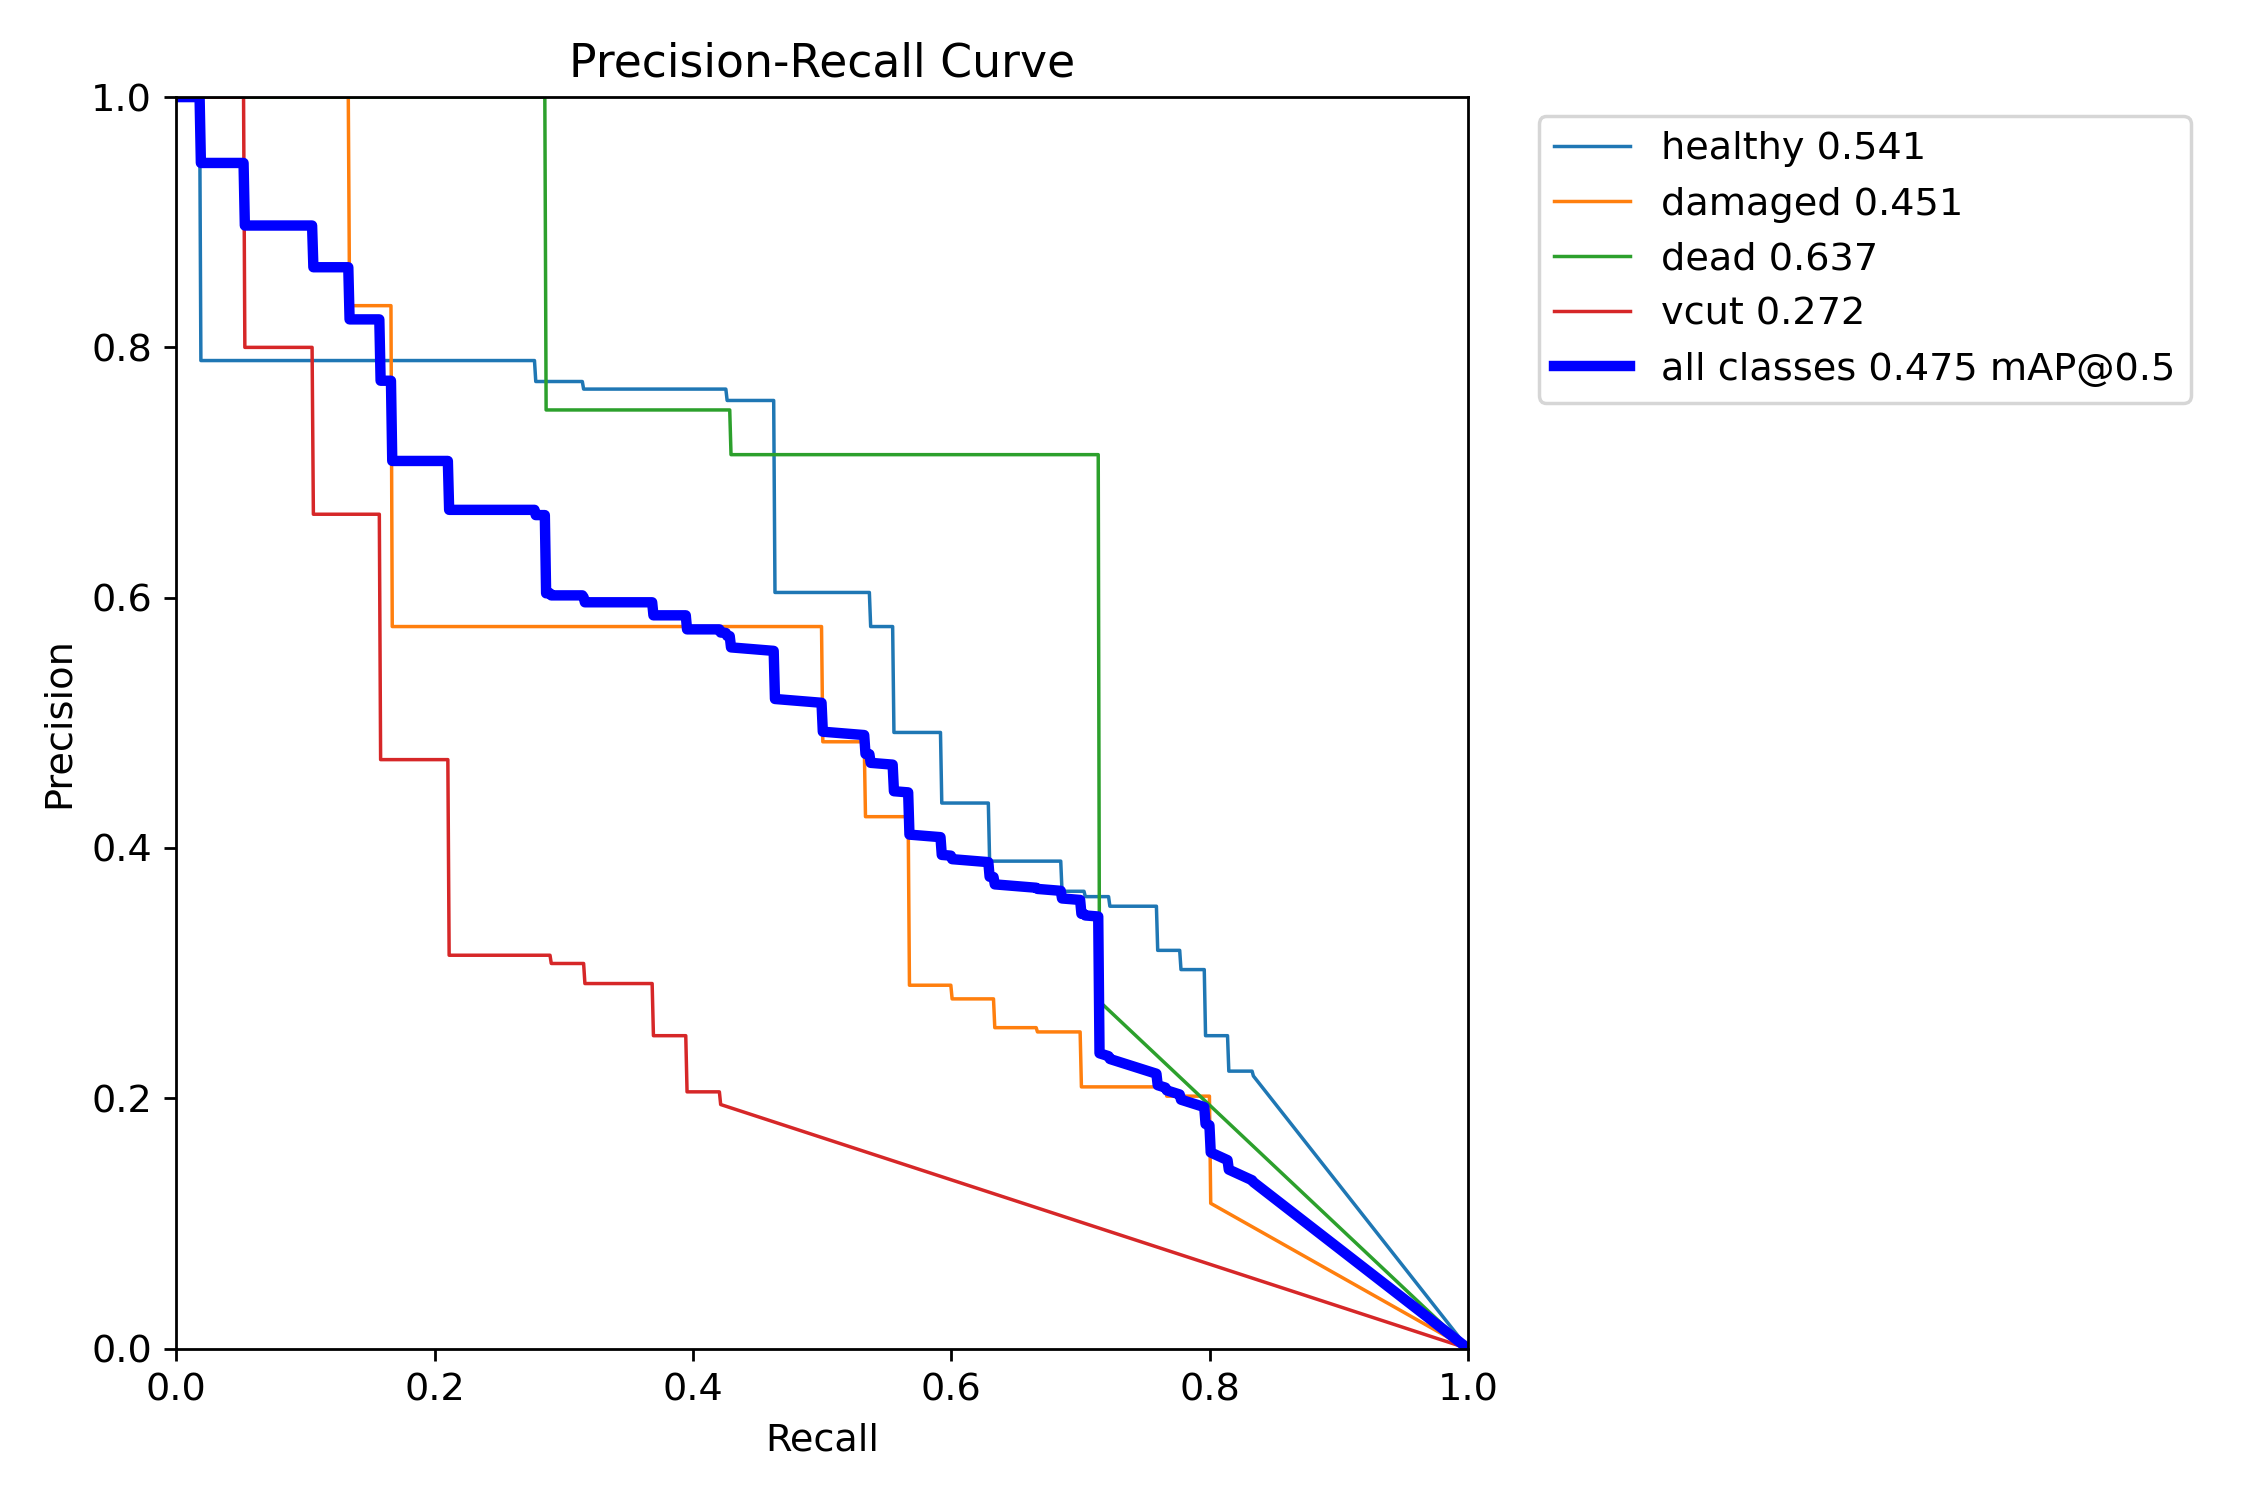 Precision-Recall Curve
1.0
0.8
0.6
0.4
0.2
0.0
Precision
0.0 0.2 0.4 0.6 0.8 1.0
Recall
healthy 0.541
damaged 0.451
dead 0.637
vcut 0.272
all classes 0.475 mAP@0.5